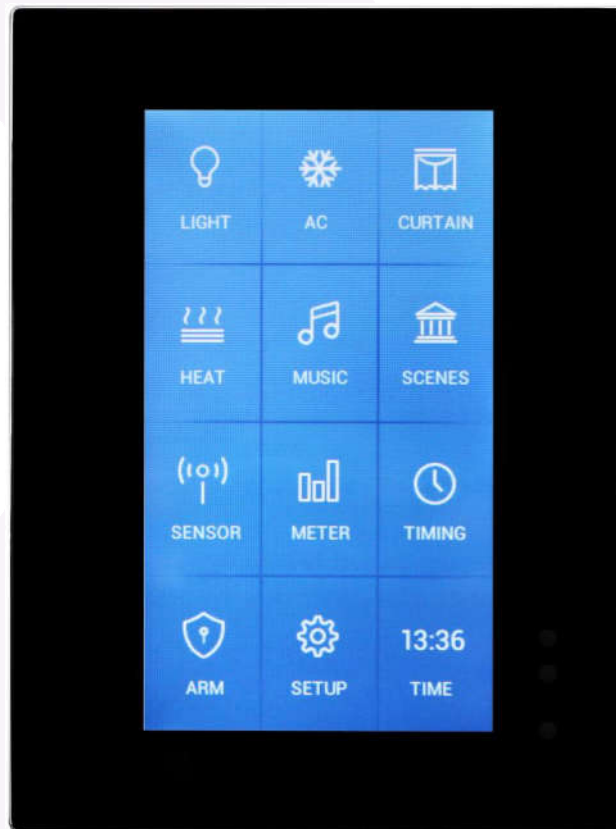 LIGHT AC CURTAIN
HEAT MUSIC SCENES
SENSOR METER TIMING
13:36
ARM SETUP TIME